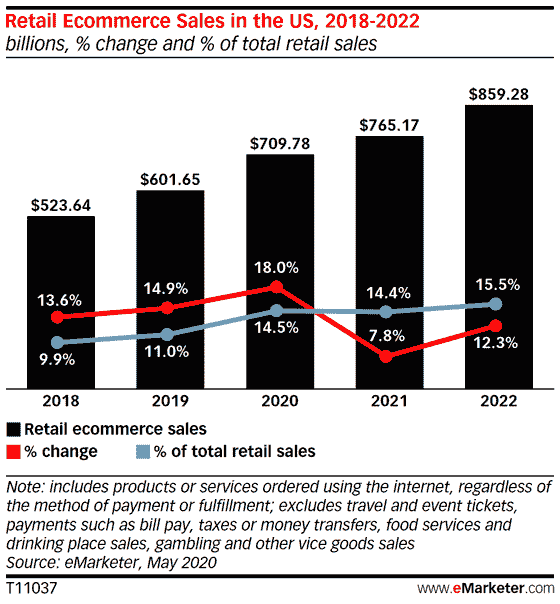 Retail Ecommerce Sales in the US, 2018-2022
billions, % change and % of total retail sales
$859.28
$765.17
$709.78
$601.65
$523.64
18.0%
15.5%
14.9%
14.4%
13.6%
14.5%
7.8%
12.3%
11.0%
9.9%
2018 2019 2020 2021 2022
Retail ecommerce sales
% change % of total retail sales
Note: includes products or services ordered using the internet, regardless of
the method of payment or fulfillment; excludes travel and event tickets,
payments such as bill pay, taxes or money transfers, food services and
drinking place sales, gambling and other vice goods sales
Source: eMarketer, May 2020
T11037 www.eMarketer.com